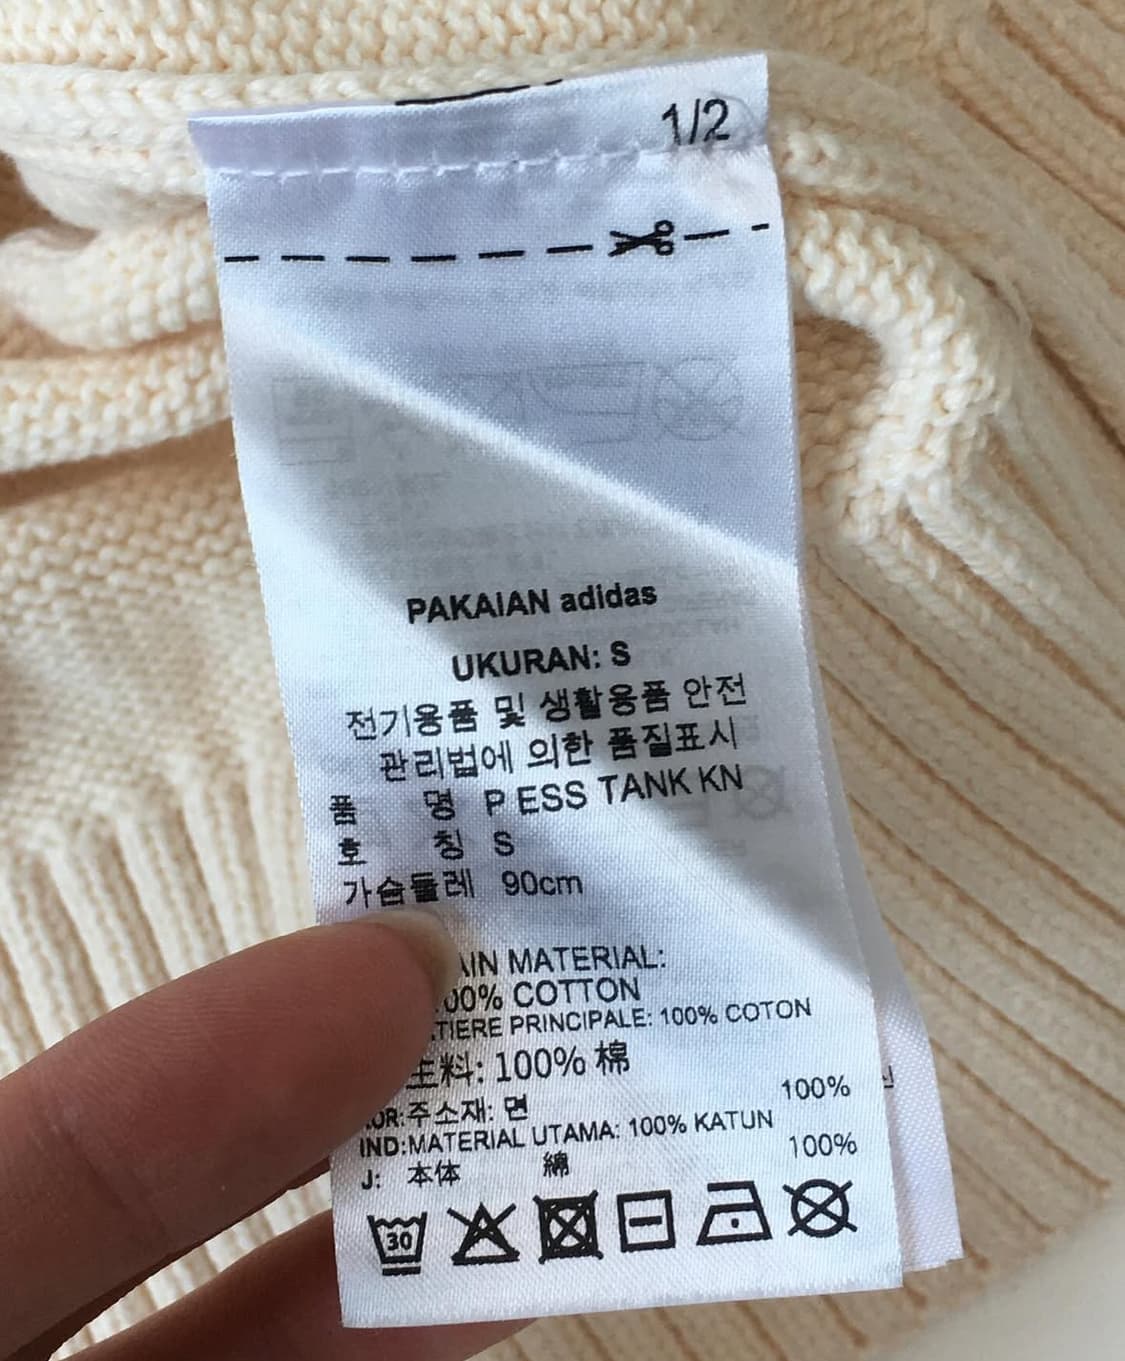 1/2
PAKAIAN adidas
UKURAN: S
전기용품 및 생활용품 안전
관리법에 의한 품질표시
품 명 P ESS TANK KN
호 칭 S
가슴둘레 90cm
AIN MATERIAL:
00% COTTON
TIERE PRINCIPALE: 100% COTON
主料: 100% 棉
OR:주소재: 면 100%
IND:MATERIAL UTAMA: 100% KATUN
J: 本体 綿 100%
30